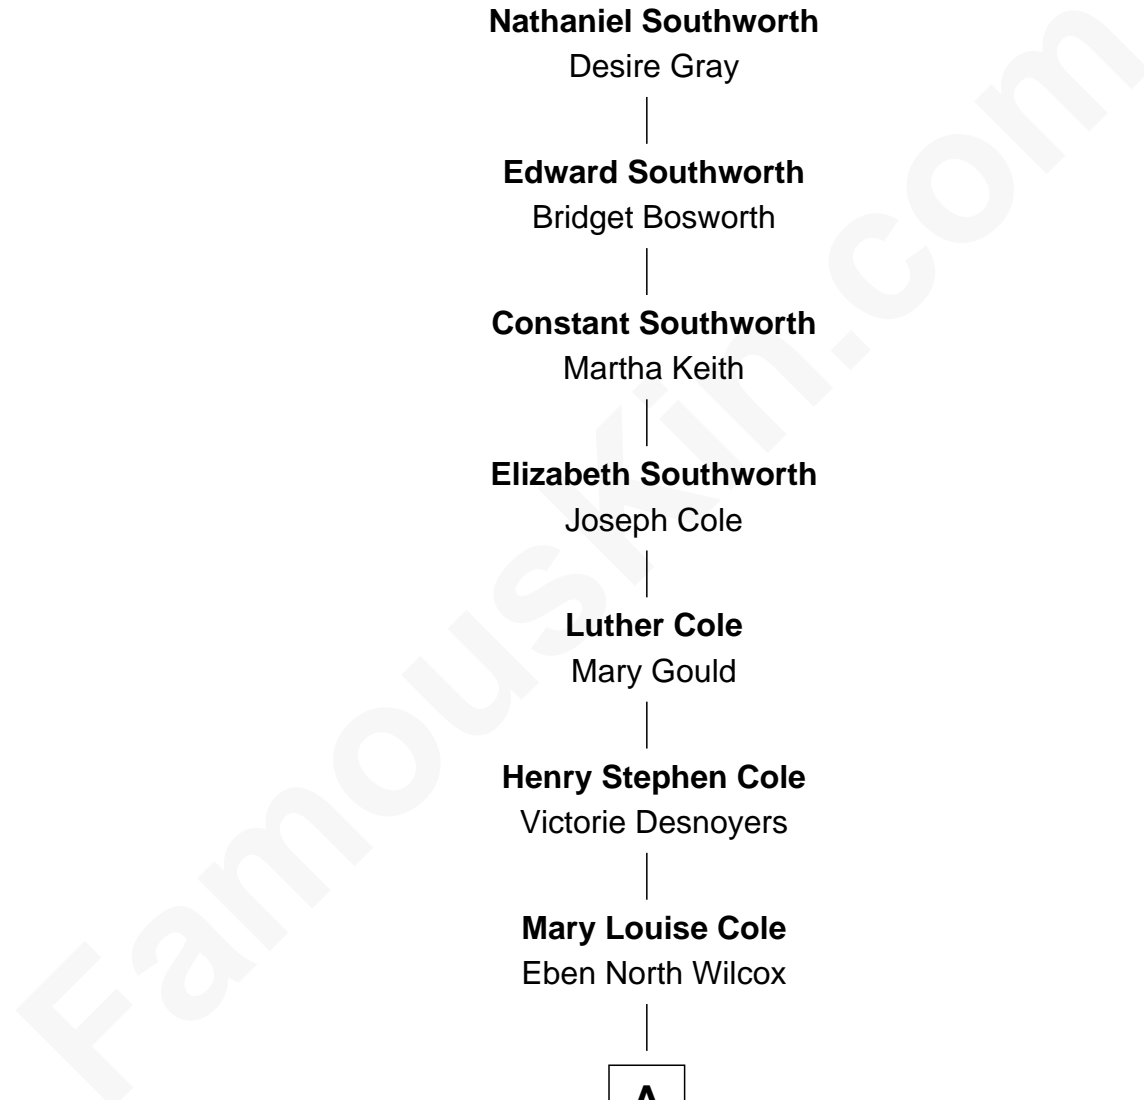 Nathaniel Southworth
Desire Gray
Edward Southworth
Bridget Bosworth
Constant Southworth
Martha Keith
Elizabeth Southworth
Joseph Cole
Luther Cole
Mary Gould
Henry Stephen Cole
Victorie Desnoyers
Mary Louise Cole
Eben North Wilcox
A
FamousKin.com